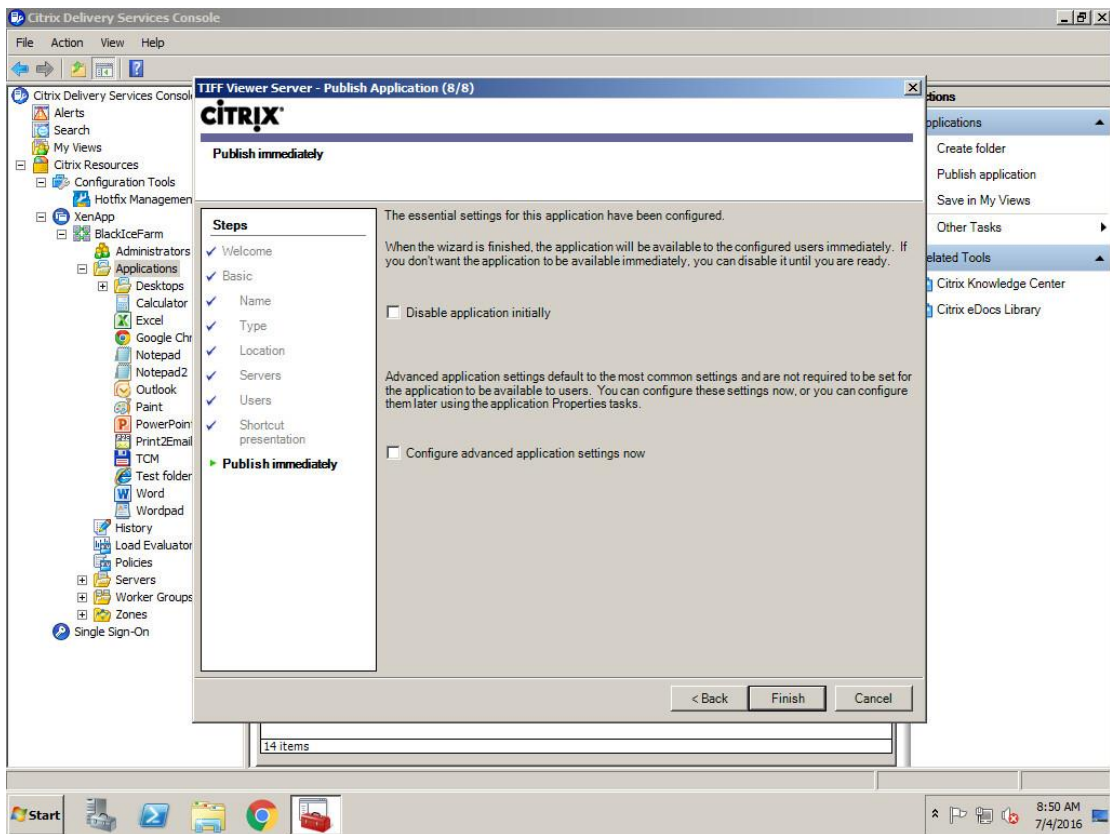 Citrix Delivery Services Console
File Action View Help
Citrix Delivery Services Consol
Alerts
Search
My Views
Citrix Resources
Configuration Tools
Hotfix Managemen
XenApp
BlackIceFarm
Administrators
Applications
Desktops
Calculator
Excel
Google Chr
Notepad
Notepad2
Outlook
Paint
PowerPoin
Print2Email
TCM
Test folder
Word
Wordpad
History
Load Evaluator
Policies
Servers
Worker Groups
Zones
Single Sign-On
TIFF Viewer Server - Publish Application (8/8)
CITRIX
Publish immediately
Steps
Welcome
Basic
Name
Type
Location
Servers
Users
Shortcut
presentation
Publish immediately
The essential settings for this application have been configured.
When the wizard is finished, the application will be available to the configured users immediately. If
you don't want the application to be available immediately, you can disable it until you are ready.
Disable application initially
Advanced application settings default to the most common settings and are not required to be set for
the application to be available to users. You can configure these settings now, or you can configure
them later using the application Properties tasks.
Configure advanced application settings now
< Back Finish Cancel
14 items
ctions
pplications
Create folder
Publish application
Save in My Views
Other Tasks
elated Tools
Citrix Knowledge Center
Citrix eDocs Library
Start
8:50 AM
7/4/2016